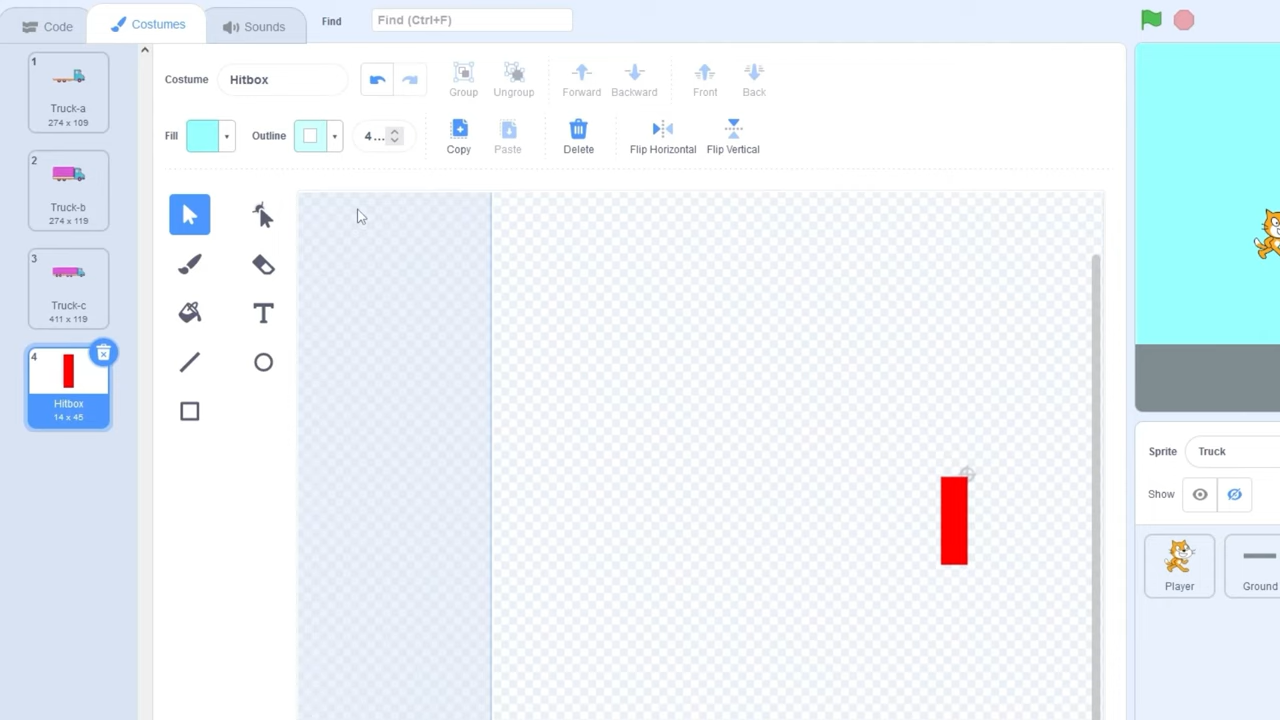 Code
Costumes
Sounds
Find
Find (Ctrl+F)
1
Truck-a
274 x 109
2
Truck-b
274 x 119
3
Truck-c
411 x 119
4
Hitbox
14 x 45
Costume
Hitbox
Group
Ungroup
Forward
Backward
Front
Back
Fill
Outline
4...
Copy
Paste
Delete
Flip Horizontal
Flip Vertical
T
Sprite
Truck
Show
Player
Ground